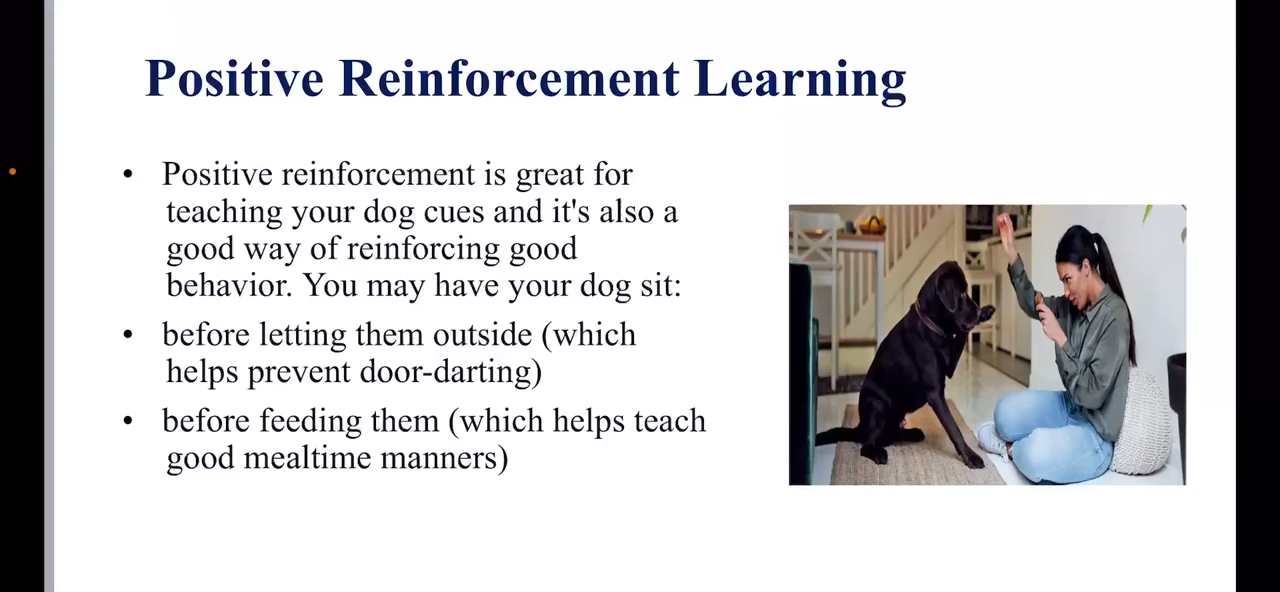 Positive Reinforcement Learning
• Positive reinforcement is great for
teaching your dog cues and it's also a
good way of reinforcing good
behavior. You may have your dog sit:
• before letting them outside (which
helps prevent door-darting)
• before feeding them (which helps teach
good mealtime manners)